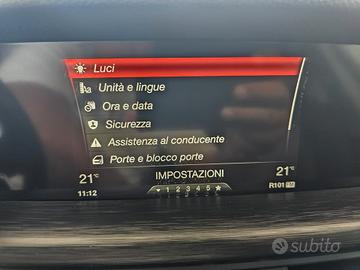 Luci
Unità e lingue
Ora e data
Sicurezza
Assistenza al conducente
Porte e blocco porte
21°c IMPOSTAZIONI 21°c
11:12 1 2 3 4 5 R101 FM
subito